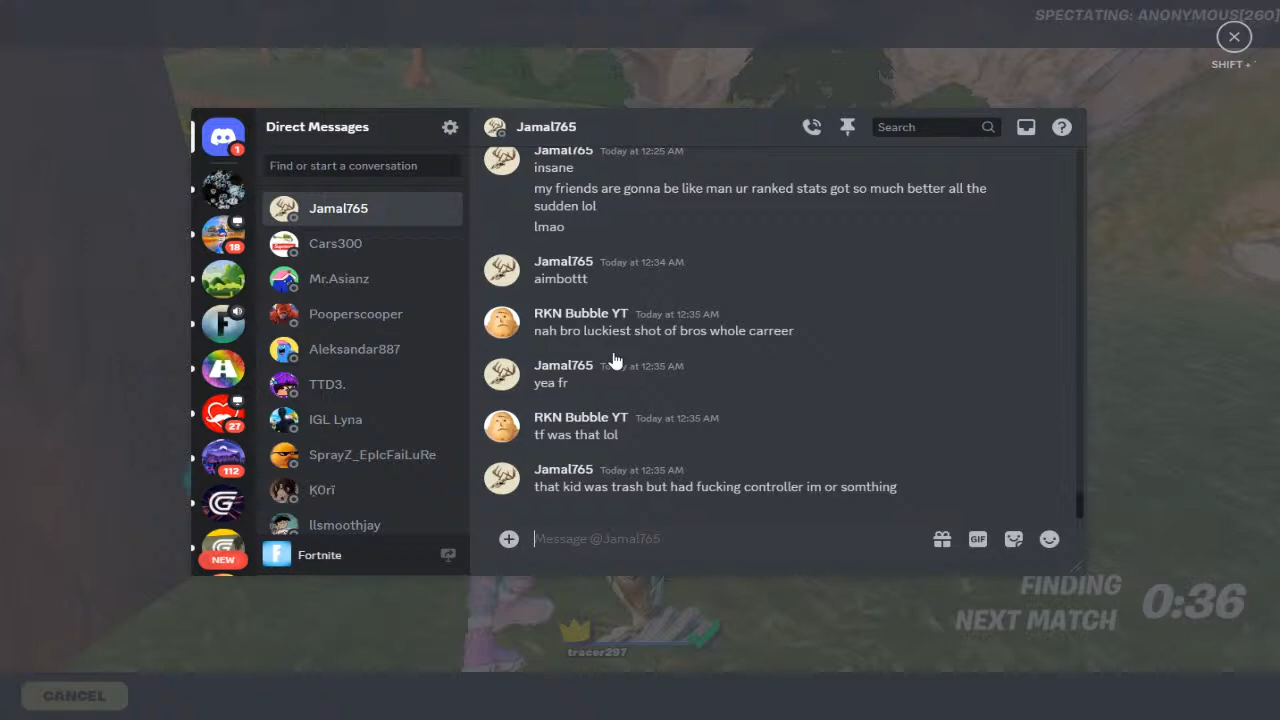 SPECTATING: ANONYMOUS[260]
SHIFT + `
Direct Messages
Jamal765
Search
1
Find or start a conversation
Jamal765
Cars300
Mr.Asianz
Pooperscooper
Aleksandar887
TTD3.
IGL Lyna
SprayZ_EpIcFaiLuRe
K0rī
llsmoothjay
Fortnite
18
27
112
NEW
Jamal765 Today at 12:25 AM
insane
my friends are gonna be like man ur ranked stats got so much better all the
sudden lol
lmao
Jamal765 Today at 12:34 AM
aimbottt
RKN Bubble YT Today at 12:35 AM
nah bro luckiest shot of bros whole carreer
Jamal765 Today at 12:35 AM
yea fr
RKN Bubble YT Today at 12:35 AM
tf was that lol
Jamal765 Today at 12:35 AM
that kid was trash but had fucking controller im or somthing
Message @Jamal765
GIF
FINDING
NEXT MATCH
0:36
tracer297
CANCEL